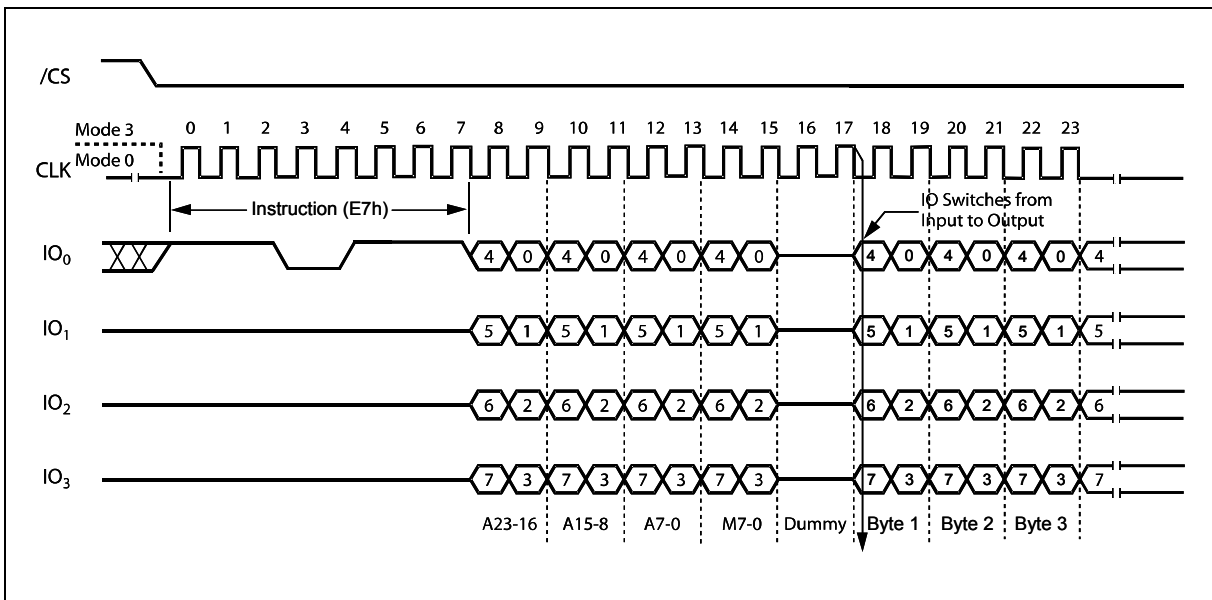 /CS
Mode 3
0 1 2 3 4 5 6 7 8 9 10 11 12 13 14 15 16 17 18 19 20 21 22 23
CLK
Mode 0
Instruction (E7h)
IO Switches from
Input to Output
IO0
4 0 4 0 4 0 4 0 4 0 4 0 4 0 4
IO1
5 1 5 1 5 1 5 1 5 1 5 1 5 1 5
IO2
6 2 6 2 6 2 6 2 6 2 6 2 6 2 6
IO3
7 3 7 3 7 3 7 3 7 3 7 3 7 3 7
A23-16 A15-8 A7-0 M7-0 Dummy Byte 1 Byte 2 Byte 3